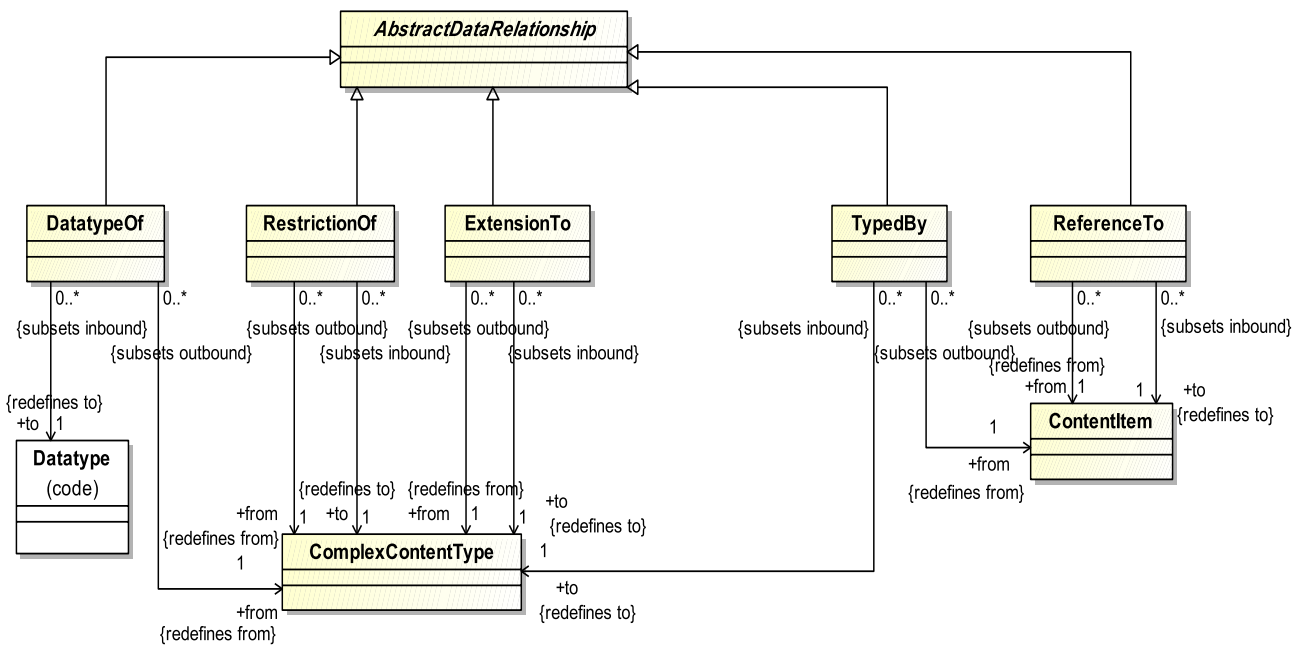 AbstractDataRelationship
DatatypeOf
RestrictionOf
ExtensionTo
TypedBy
ReferenceTo
0..*
0..*
0..*
0..*
0..*
0..*
0..*
0..*
0..*
0..*
{subsets inbound}
{subsets outbound}
{subsets outbound}
{subsets inbound}
{subsets outbound}
{subsets inbound}
{subsets inbound}
{subsets outbound}
{subsets outbound}
{subsets inbound}
{redefines from}
+from
1
1
+to
{redefines to}
ContentItem
{redefines to}
+to
1
Datatype
(code)
1
+from
{redefines from}
{redefines to}
{redefines from}
+from
1
+to
1
+from
1
1
+to
{redefines to}
{redefines from}
1
ComplexContentType
1
+to
{redefines to}
+from
{redefines from}